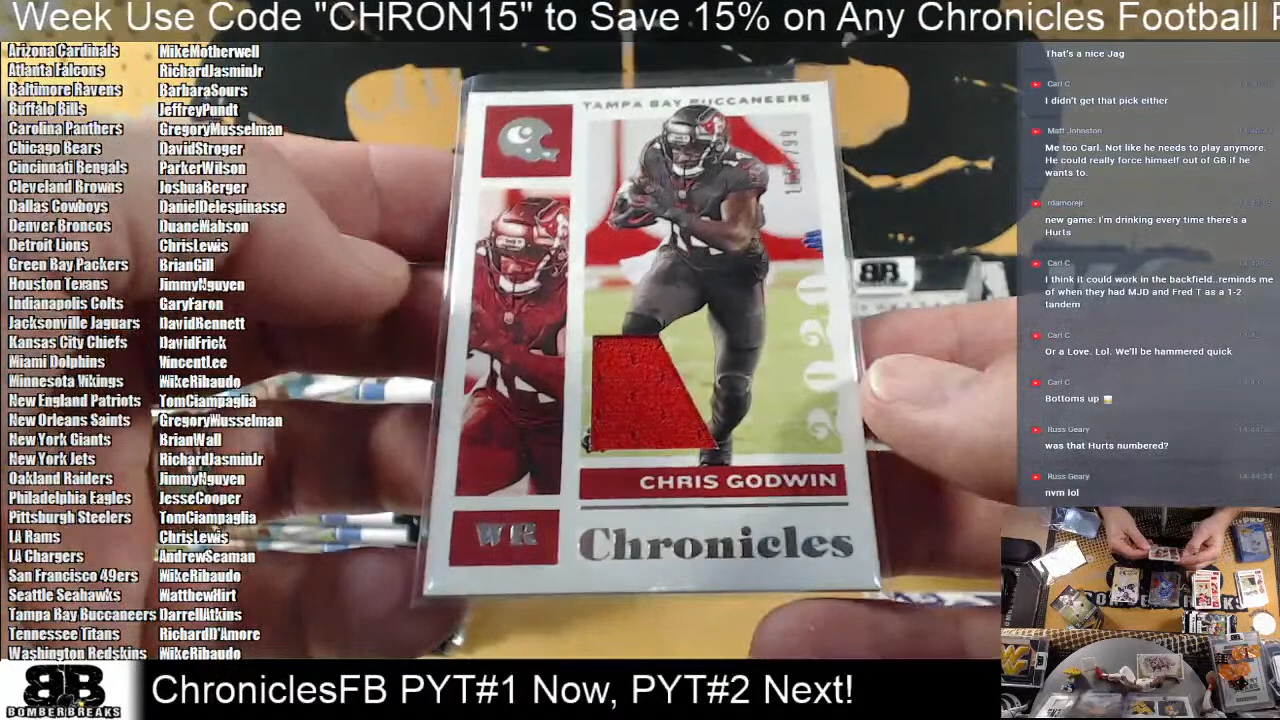 Week Use Code "CHRON15" to Save 15% on Any Chronicles Football
Arizona Cardinals MikeMotherwell
Atlanta Falcons RichardJasminJr
Baltimore Ravens BarbaraSours
Buffalo Bills JeffreyPundt
Carolina Panthers GregoryMusselman
Chicago Bears DavidStroger
Cincinnati Bengals ParkerWilson
Cleveland Browns JoshuaBerger
Dallas Cowboys DanielDelespinasse
Denver Broncos DuaneMabson
Detroit Lions ChrisLewis
Green Bay Packers BrianGill
Houston Texans JimmyNguyen
Indianapolis Colts GaryFaron
Jacksonville Jaguars DavidRennett
Kansas City Chiefs DavidFrick
Miami Dolphins VincentLee
Minnesota Vikings MikeRibaudo
New England Patriots TomCiampaglia
New Orleans Saints GregoryMusselman
New York Giants BrianWall
New York Jets RichardJasminJr
Oakland Raiders JimmyNguyen
Philadelphia Eagles JesseCooper
Pittsburgh Steelers TomCiampaglia
LA Rams ChrisLewis
LA Chargers AndrewSeaman
San Francisco 49ers MikeRibaudo
Seattle Seahawks MatthewHirt
Tampa Bay Buccaneers DarrellAtkins
Tennessee Titans RichardD'Amore
Washington Redskins MikeRibaudo
TAMPA BAY BUCCANEERS
2020
CHRIS GODWIN
WR
Chronicles
That's a nice Jag
Carl C
I didn't get that pick either
Matt Johnston
Me too Carl. Not like he needs to play anymore.
He could really force himself out of GB if he
wants to.
rdamorejr
new game: I'm drinking every time there's a
Hurts
Carl C
I think it could work in the backfield..reminds me
of when they had MJD and Fred T as a 1-2
tandem
Carl C
Or a Love. Lol. We'll be hammered quick
Carl C
Bottoms up 🍺
Russ Geary
was that Hurts numbered?
Russ Geary 14:44:24
nvm lol
BB
BOMBERBREAKS
ChroniclesFB PYT#1 Now, PYT#2 Next!